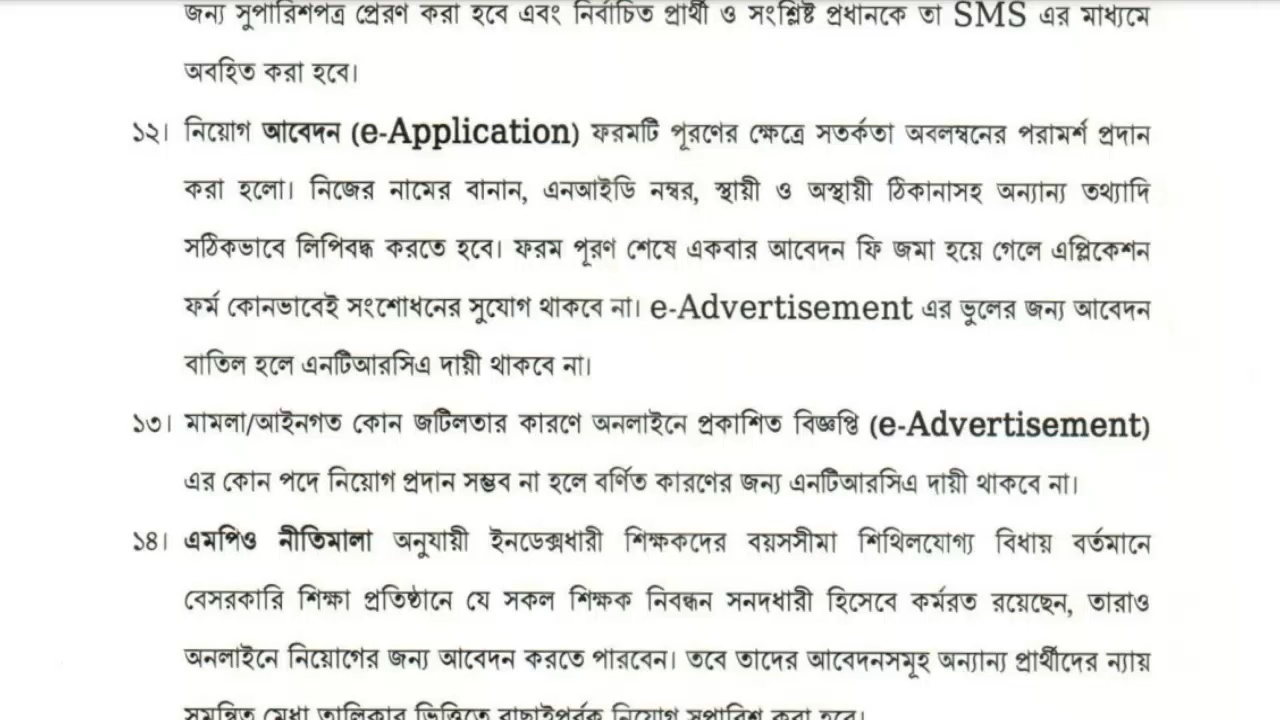 জন্য সুপারিশপত্র প্রেরণ করা হবে এবং নির্বাচিত প্রার্থী ও সংশ্লিষ্ট প্রধানকে তা SMS এর মাধ্যমে
অবহিত করা হবে।
১২। নিয়োগ আবেদন (e-Application) ফরমটি পূরণের ক্ষেত্রে সতর্কতা অবলম্বনের পরামর্শ প্রদান
করা হলো। নিজের নামের বানান, এনআইডি নম্বর, স্থায়ী ও অস্থায়ী ঠিকানাসহ অন্যান্য তথ্যাদি
সঠিকভাবে লিপিবদ্ধ করতে হবে। ফরম পূরণ শেষে একবার আবেদন ফি জমা হয়ে গেলে এপ্লিকেশন
ফর্ম কোনভাবেই সংশোধনের সুযোগ থাকবে না। e-Advertisement এর ভুলের জন্য আবেদন
বাতিল হলে এনটিআরসিএ দায়ী থাকবে না।
১৩। মামলা/আইনগত কোন জটিলতার কারণে অনলাইনে প্রকাশিত বিজ্ঞপ্তি (e-Advertisement)
এর কোন পদে নিয়োগ প্রদান সম্ভব না হলে বর্ণিত কারণের জন্য এনটিআরসিএ দায়ী থাকবে না।
১৪। এমপিও নীতিমালা অনুযায়ী ইনডেক্সধারী শিক্ষকদের বয়সসীমা শিথিলযোগ্য বিধায় বর্তমানে
বেসরকারি শিক্ষা প্রতিষ্ঠানে যে সকল শিক্ষক নিবন্ধন সনদধারী হিসেবে কর্মরত রয়েছেন, তারাও
অনলাইনে নিয়োগের জন্য আবেদন করতে পারবেন। তবে তাদের আবেদনসমূহ অন্যান্য প্রার্থীদের ন্যায়
সমন্বিত মেধা তালিকার ভিত্তিতে বাছাইপূর্বক নিয়োগ সুপারিশ করা হবে।